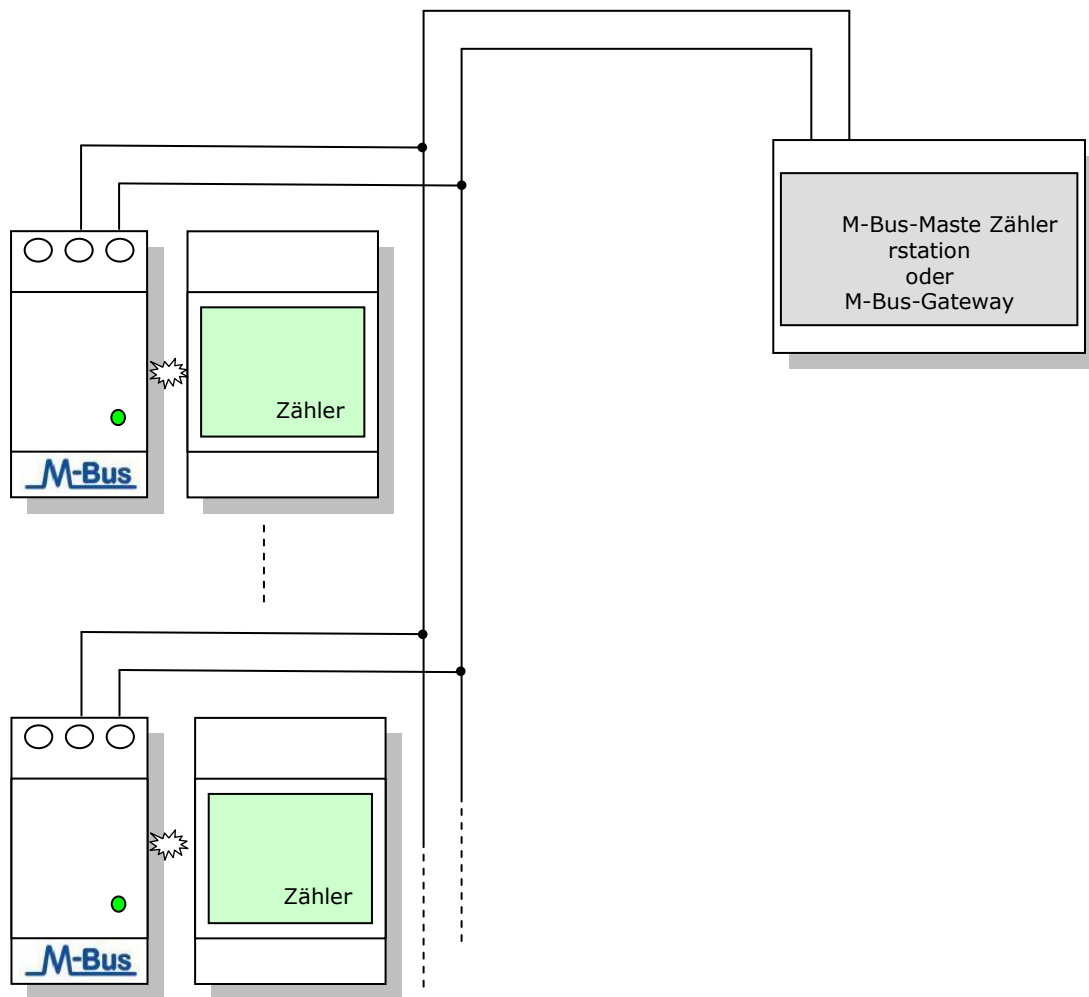 M-Bus-Maste Zähler
rstation
oder
M-Bus-Gateway
Zähler
M-Bus
Zähler
M-Bus